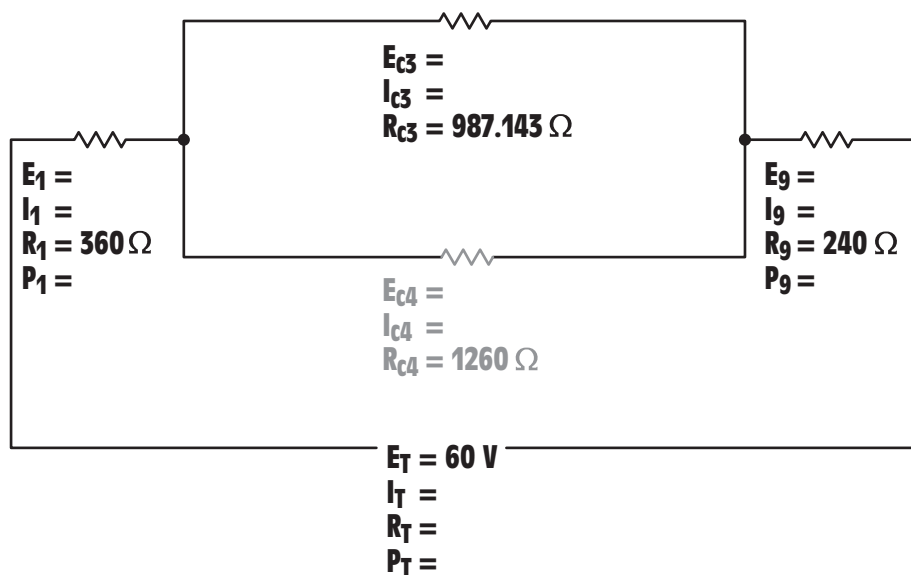 E_C3 =
I_C3 =
R_C3 = 987.143 Ω
E_1 =
I_1 =
R_1 = 360 Ω
P_1 =
E_9 =
I_9 =
R_9 = 240 Ω
P_9 =
E_C4 =
I_C4 =
R_C4 = 1260 Ω
E_T = 60 V
I_T =
R_T =
P_T =